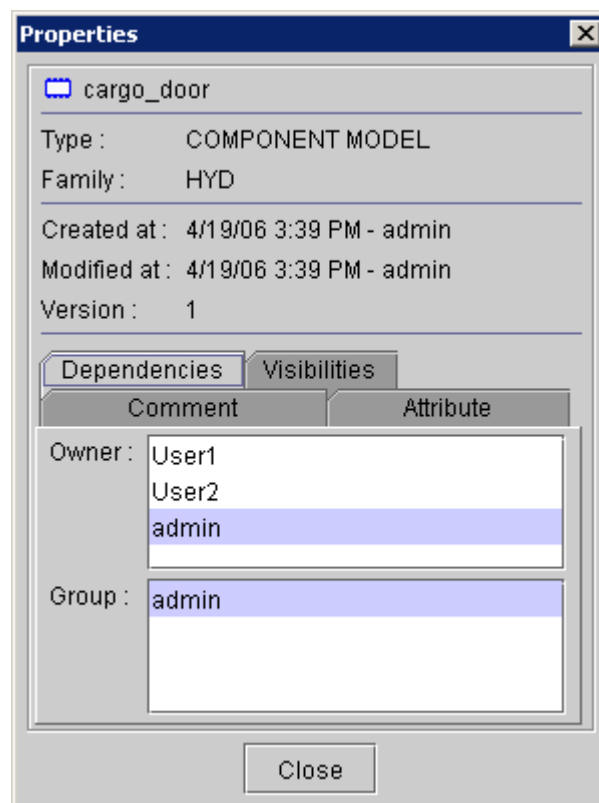 Properties
cargo_door
Type : COMPONENT MODEL
Family : HYD
Created at : 4/19/06 3:39 PM - admin
Modified at : 4/19/06 3:39 PM - admin
Version : 1
Dependencies Visibilities
Comment Attribute
Owner : User1
User2
admin
Group : admin
Close